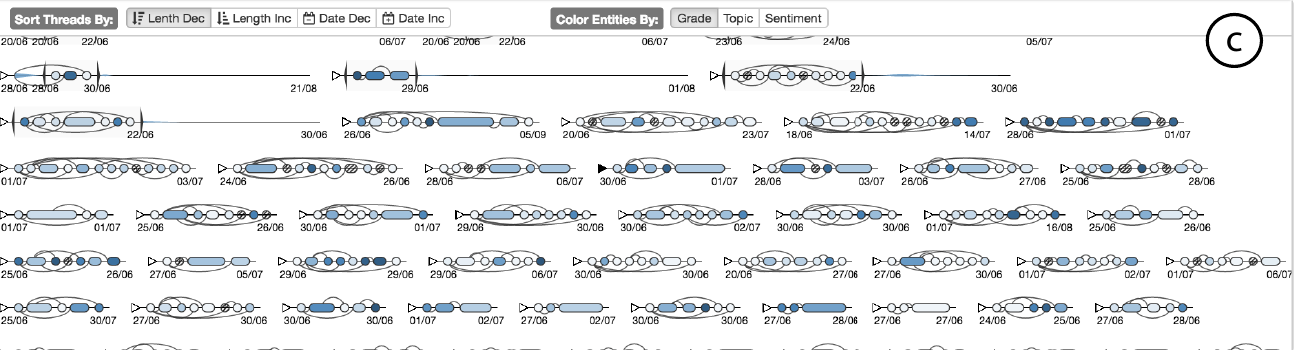 Sort Threads By: Lenth Dec Length Inc Date Dec Date Inc Color Entities By: Grade Topic Sentiment
C
20/06 20/06 22/06 06/07 20/06 20/06 22/06 06/07 23/06 24/06 05/07
28/06 28/06 30/06 21/08 29/06 01/08 22/06 30/06
22/06 30/06 26/06 05/09 20/06 23/07 18/06 14/07 28/06 01/07
01/07 03/07 24/06 26/06 28/06 06/07 30/06 01/07 28/06 03/07 26/06 27/06 25/06 28/06
01/07 01/07 25/06 26/06 30/06 01/07 29/06 30/06 30/06 02/07 30/06 30/06 01/07 16/08 25/06 26/06
25/06 26/06 27/06 05/07 29/06 29/06 29/06 06/07 30/06 30/06 20/06 27/06 27/06 30/06 01/07 02/07 01/07 06/07
25/06 30/07 27/06 30/06 30/06 30/06 01/07 02/07 27/06 02/07 30/06 30/06 27/06 28/06 27/06 27/06 24/06 25/06 27/06 28/06